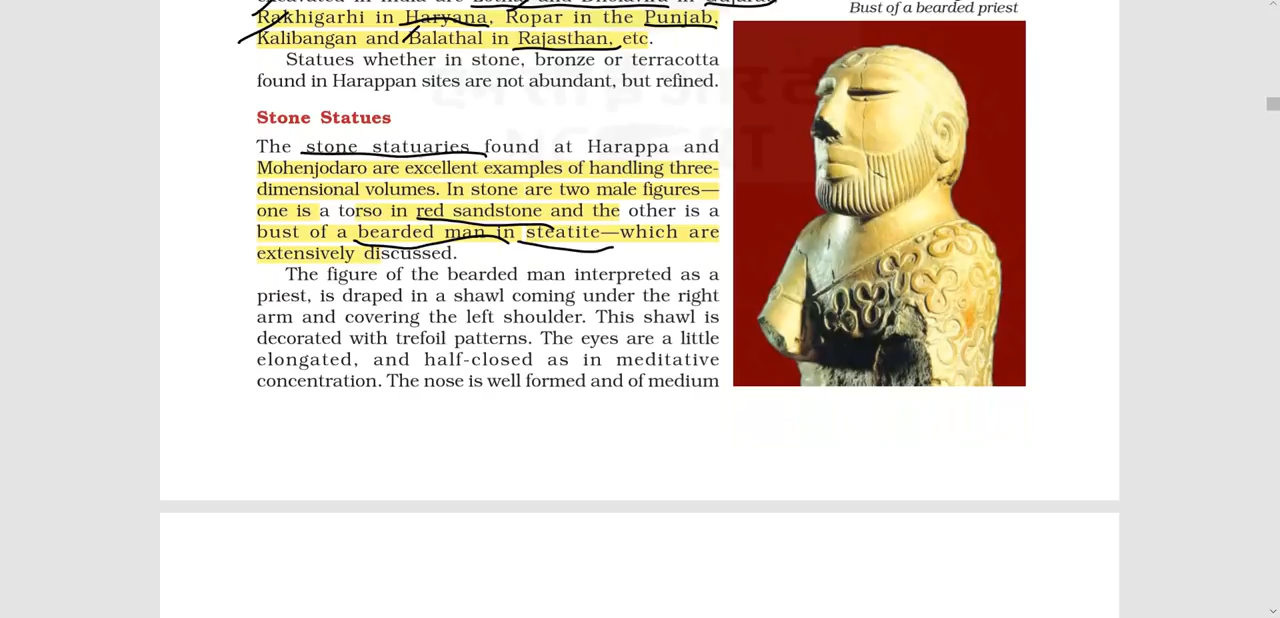 Bust of a bearded priest
Rakhigarhi in Haryana, Ropar in the Punjab,
Kalibangan and Balathal in Rajasthan, etc.
Statues whether in stone, bronze or terracotta
found in Harappan sites are not abundant, but refined.
Stone Statues
The stone statuaries found at Harappa and
Mohenjodaro are excellent examples of handling three-
dimensional volumes. In stone are two male figures—
one is a torso in red sandstone and the other is a
bust of a bearded man in steatite—which are
extensively discussed.
The figure of the bearded man interpreted as a
priest, is draped in a shawl coming under the right
arm and covering the left shoulder. This shawl is
decorated with trefoil patterns. The eyes are a little
elongated, and half-closed as in meditative
concentration. The nose is well formed and of medium